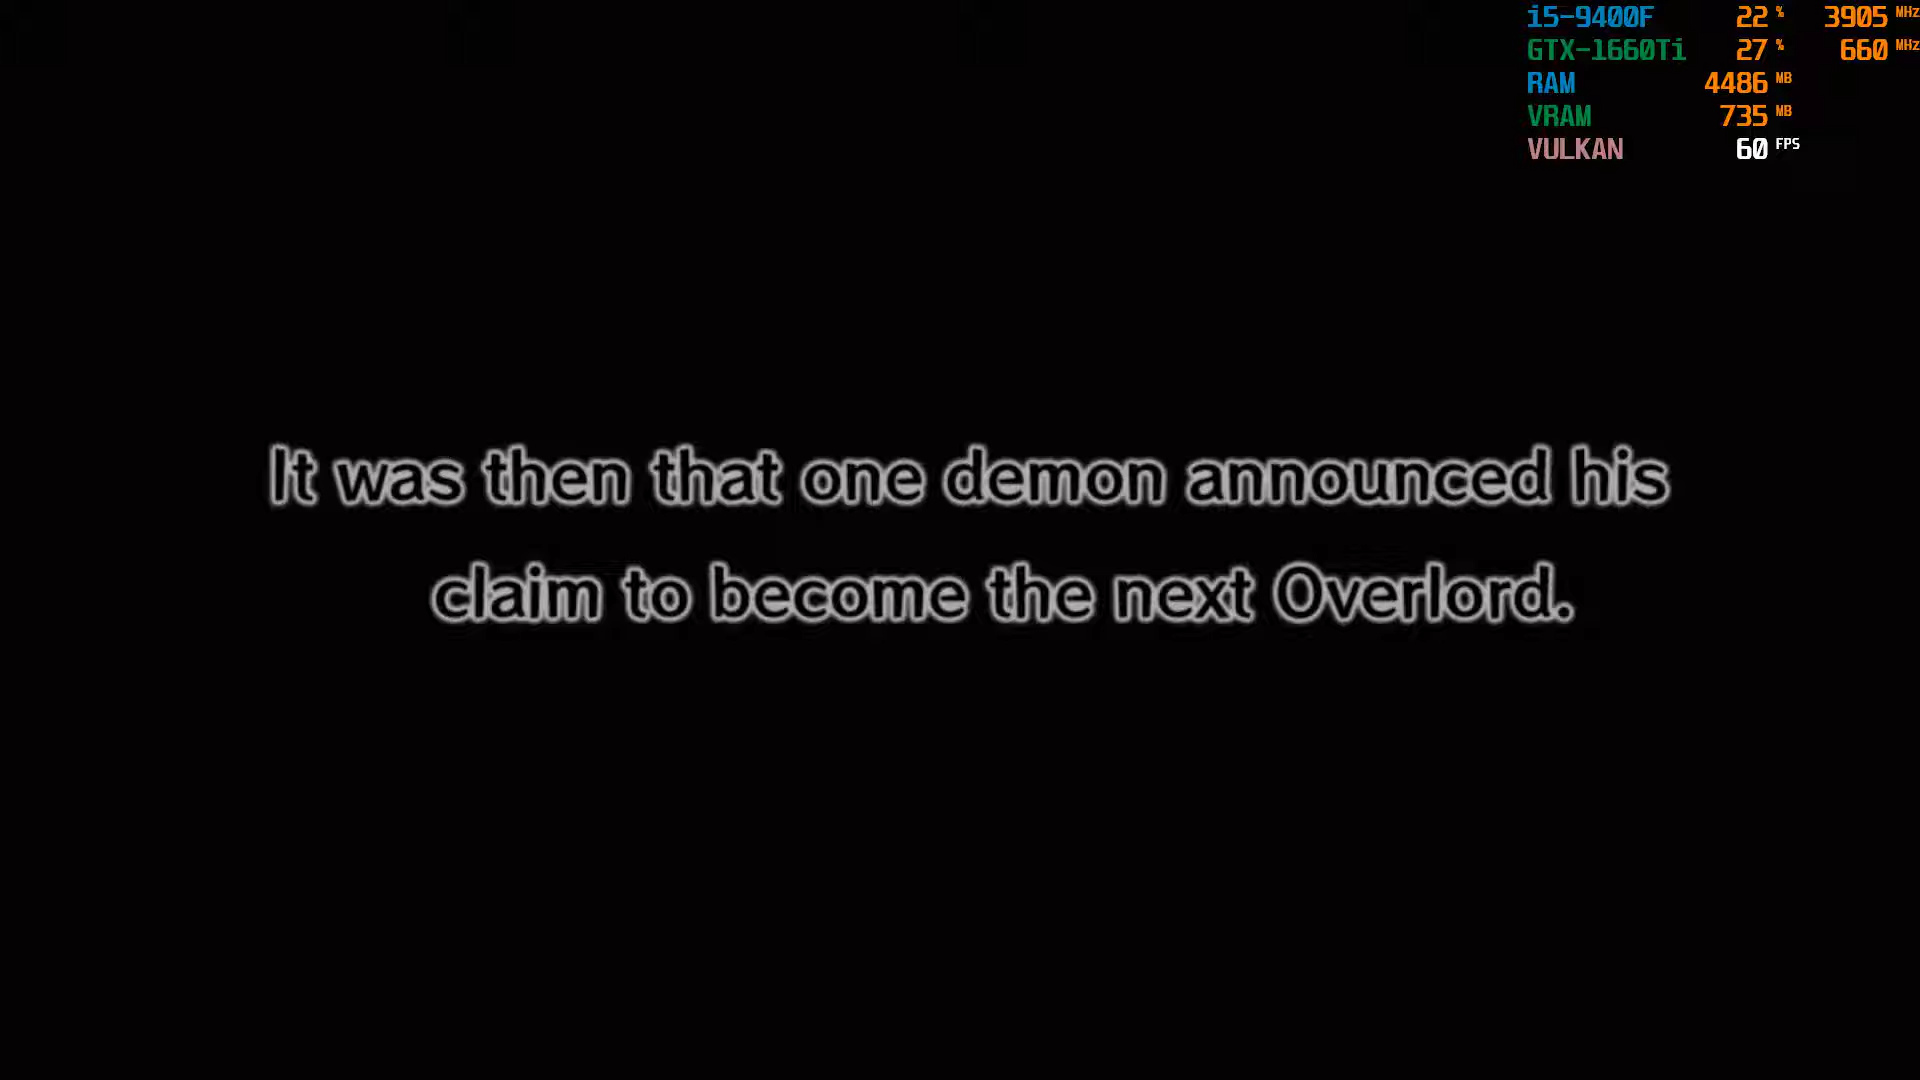 i5-9400F 22 % 3905 MHz
GTX-1660Ti 27 % 660 MHz
RAM 4486 MB
VRAM 735 MB
VULKAN 60 FPS
It was then that one demon announced his
claim to become the next Overlord.